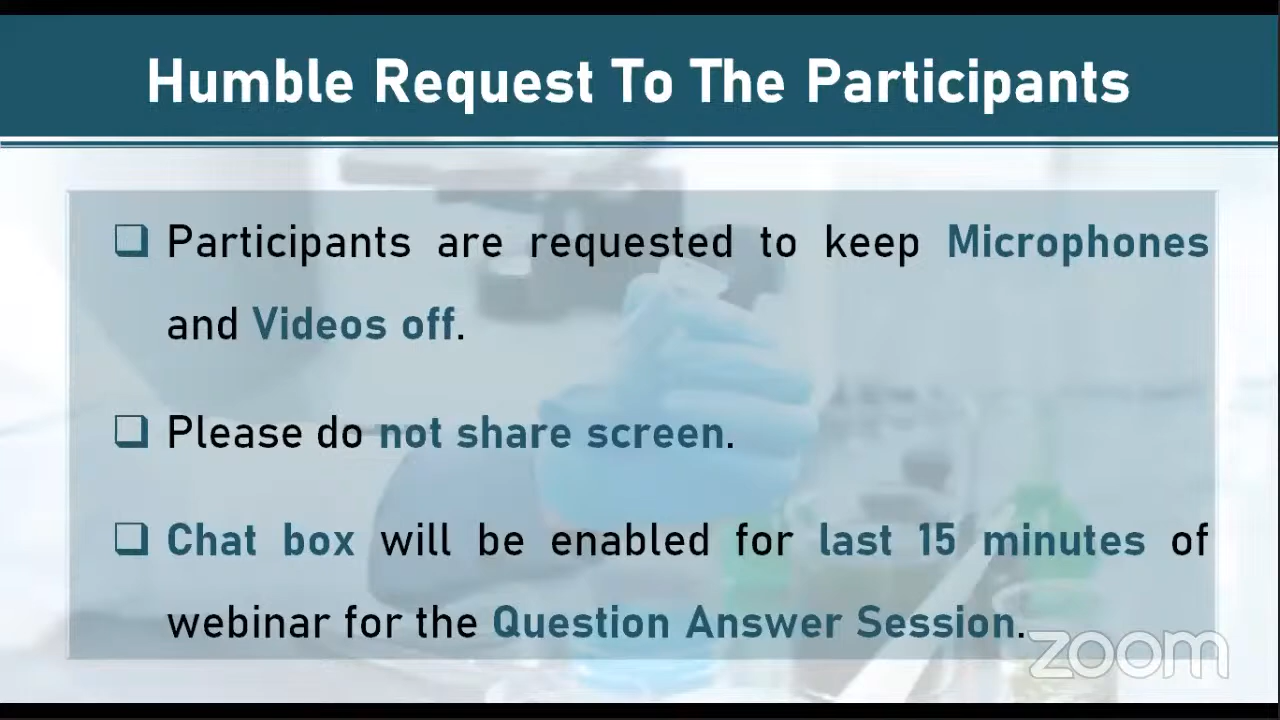 Humble Request To The Participants
❑ Participants are requested to keep Microphones
and Videos off.
❑ Please do not share screen.
❑ Chat box will be enabled for last 15 minutes of
webinar for the Question Answer Session.
zoom